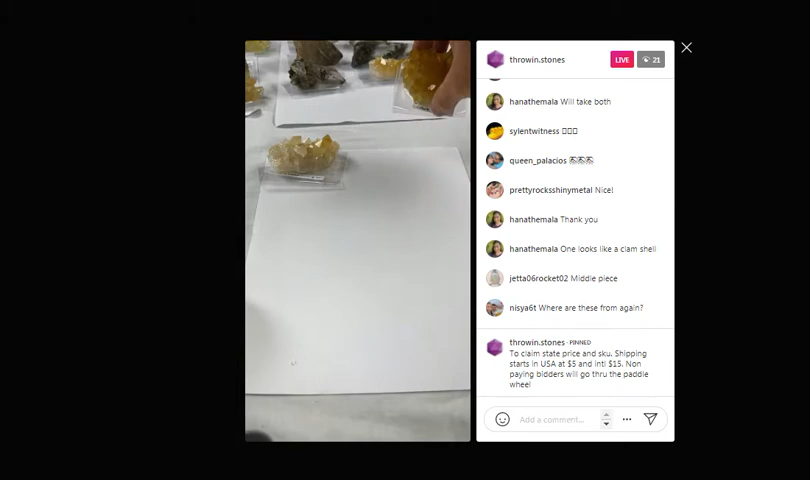 throwin.stones
LIVE
21
hanathemala Will take both
sylentwitness
queen_palacios
prettyrocksshinymetal Nice!
hanathemala Thank you
hanathemala One looks like a clam shell
jetta06rocket02 Middle piece
nisya6t Where are these from again?
throwin.stones · PINNED
To claim state price and sku. Shipping
starts in USA at $5 and intl $15. Non
paying bidders will go thru the paddle
wheel
Add a comment...